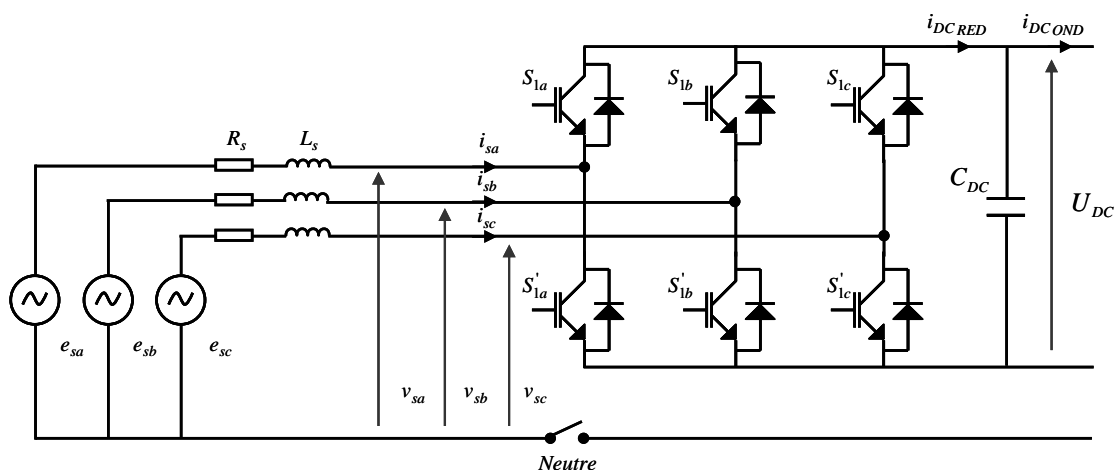 i_DC RED
i_DC OND
S_1a
S_1b
S_1c
R_s
L_s
i_sa
i_sb
i_sc
C_DC
U_DC
S'_1a
S'_1b
S'_1c
e_sa
e_sb
e_sc
v_sa
v_sb
v_sc
Neutre